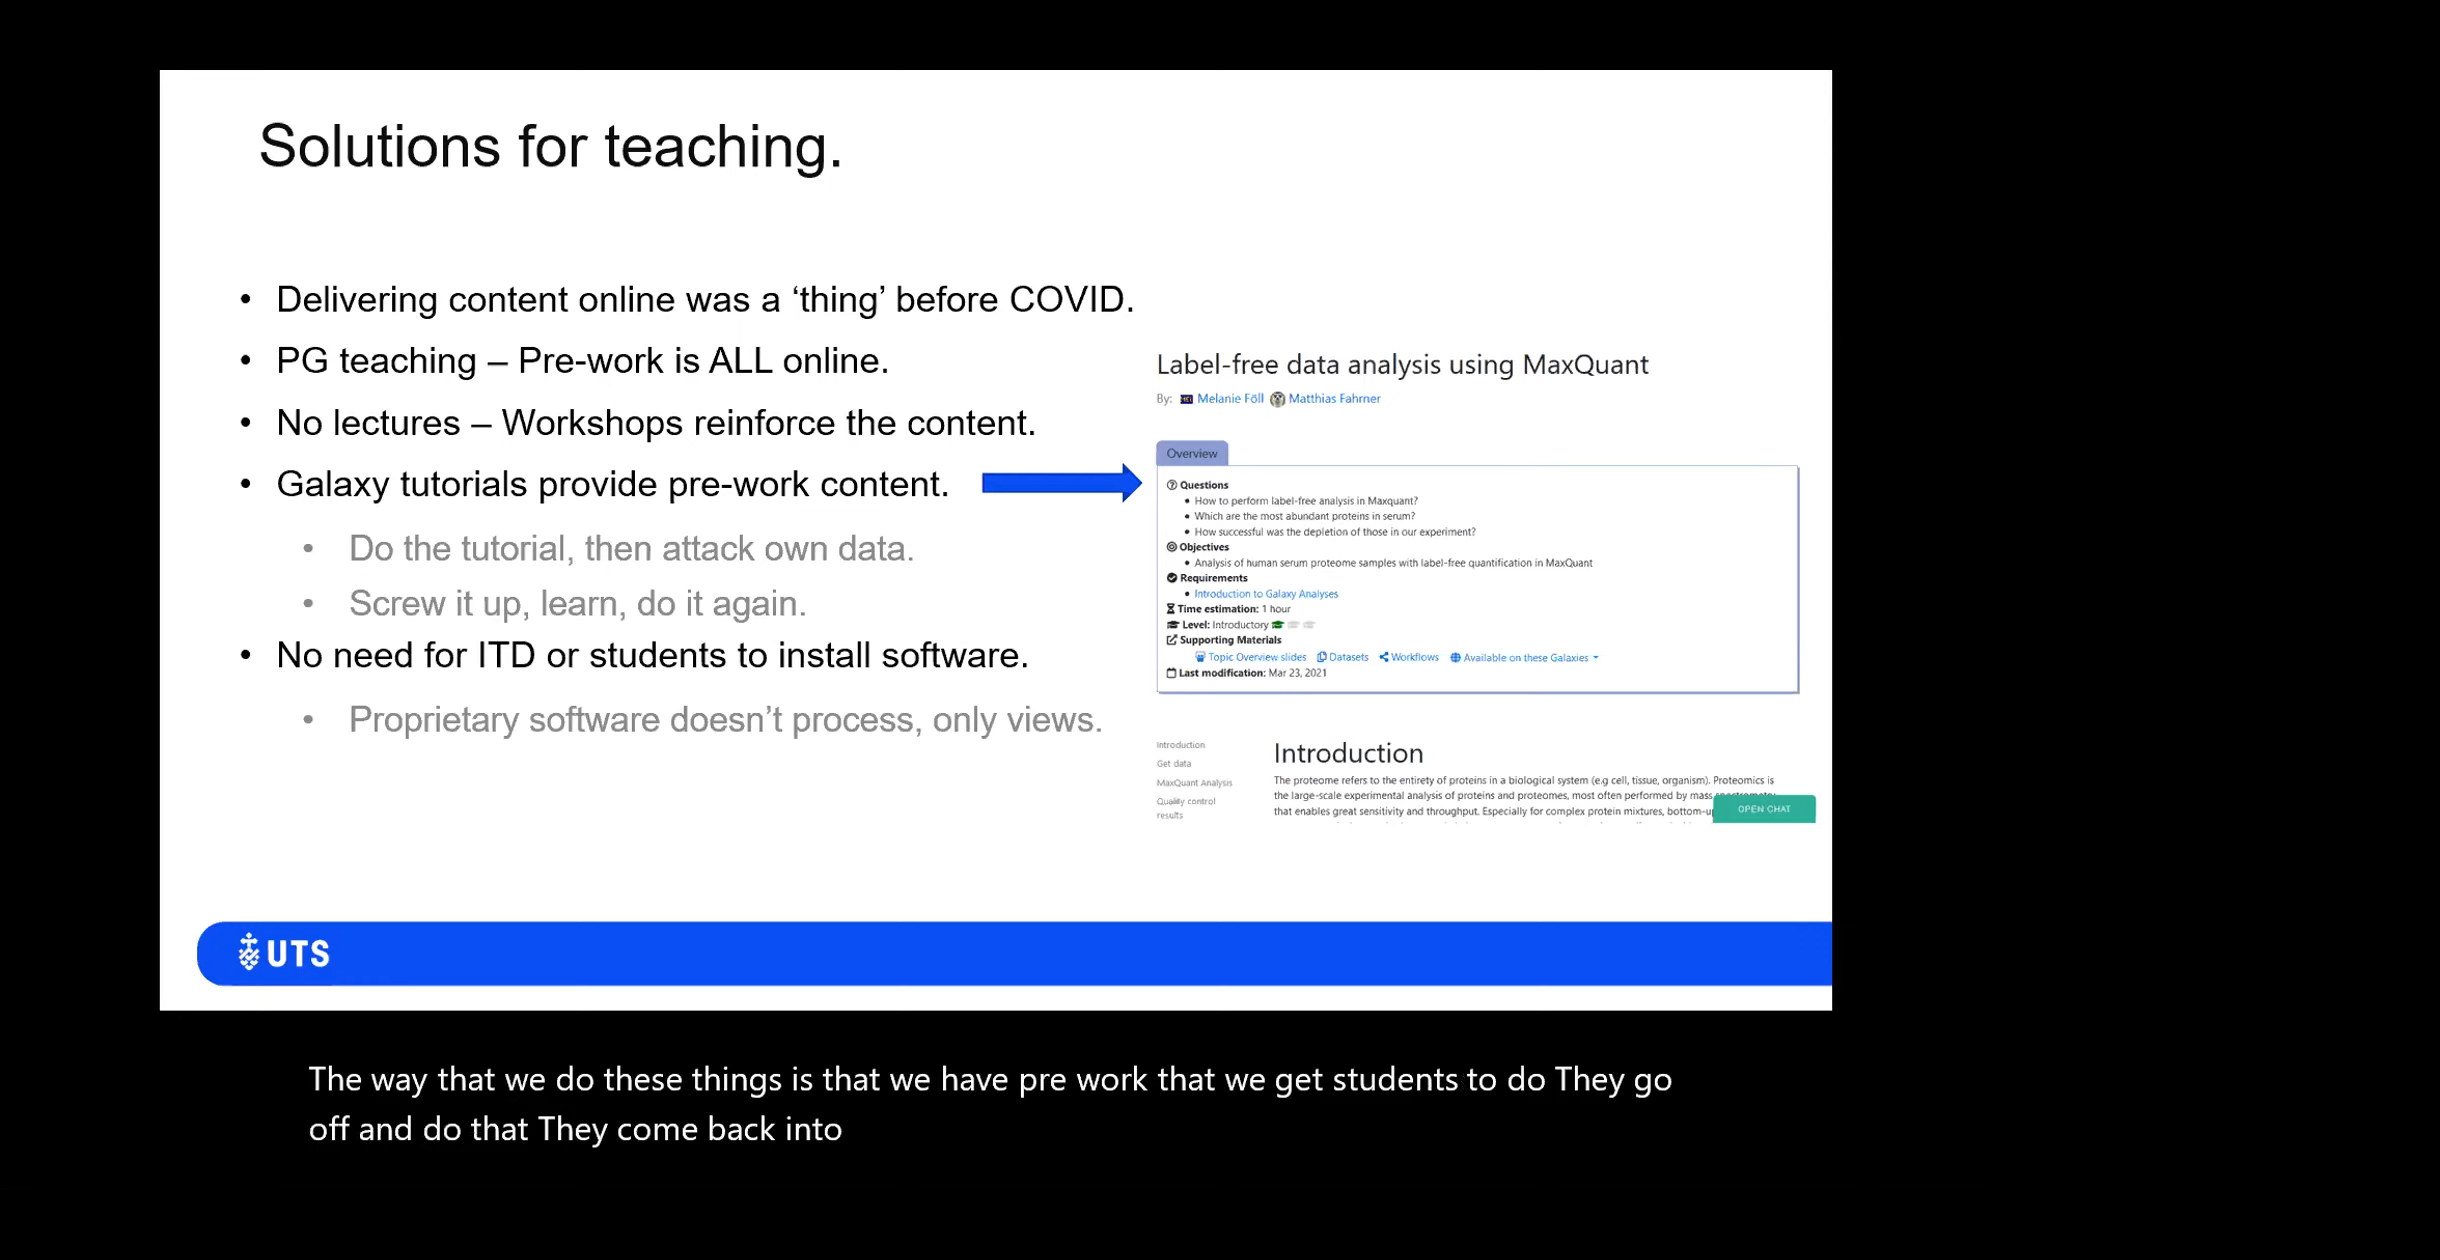 Solutions for teaching.
• Delivering content online was a ‘thing’ before COVID.
• PG teaching – Pre-work is ALL online.
• No lectures – Workshops reinforce the content.
• Galaxy tutorials provide pre-work content.
• Do the tutorial, then attack own data.
• Screw it up, learn, do it again.
• No need for ITD or students to install software.
• Proprietary software doesn’t process, only views.
Label-free data analysis using MaxQuant
By: Melanie Föll Matthias Fahrner
Overview
Questions
• How to perform label-free analysis in Maxquant?
• Which are the most abundant proteins in serum?
• How successful was the depletion of those in our experiment?
Objectives
• Analysis of human serum proteome samples with label-free quantification in MaxQuant
Requirements
• Introduction to Galaxy Analyses
Time estimation: 1 hour
Level: Introductory
Supporting Materials
Topic Overview slides Datasets Workflows Available on these Galaxies
Last modification: Mar 23, 2021
Introduction
Get data
MaxQuant Analysis
Quality control
results
Introduction
The proteome refers to the entirety of proteins in a biological system (e.g cell, tissue, organism). Proteomics is
the large-scale experimental analysis of proteins and proteomes, most often performed by mass
that enables great sensitivity and throughput. Especially for complex protein mixtures,
OPEN CHAT
UTS
The way that we do these things is that we have pre work that we get students to do They go
off and do that They come back into